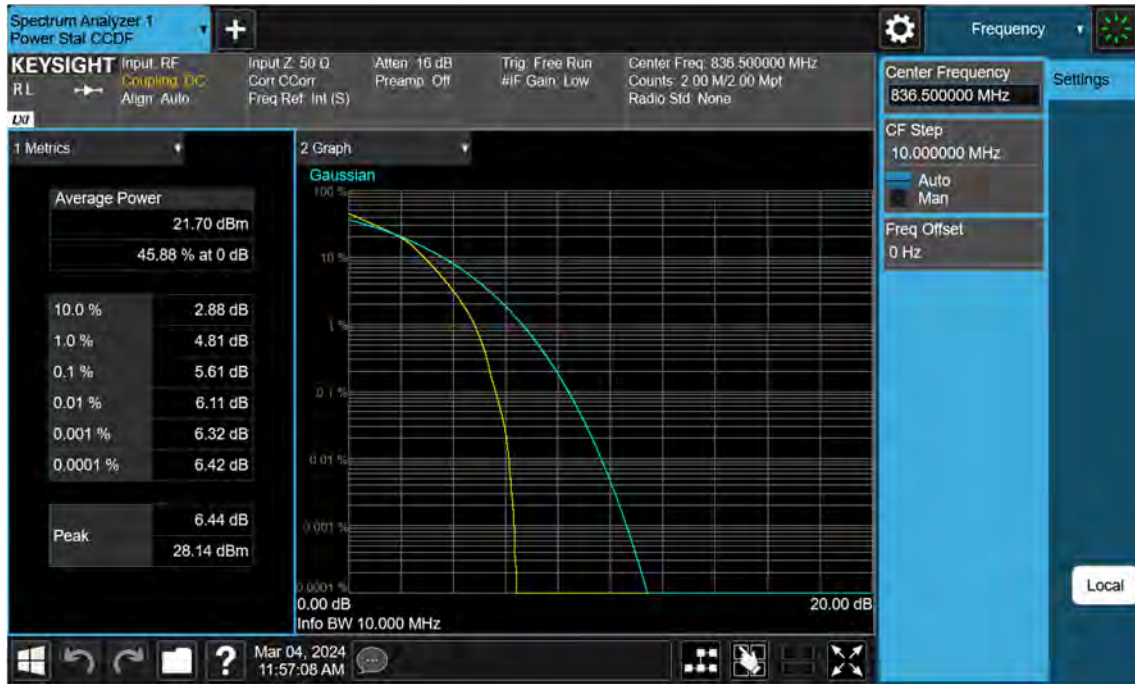 Spectrum Analyzer 1
Power Stat CCDF
Frequency
KEYSIGHT
RL
LXI
Input: RF
Coupling: DC
Align: Auto
Input Z: 50 Ω
Corr CCorr
Freq Ref: Int (S)
Atten: 16 dB
Preamp: Off
Trig: Free Run
#IF Gain: Low
Center Freq: 836.500000 MHz
Counts: 2.00 M/2.00 Mpt
Radio Std: None
Center Frequency
836.500000 MHz
Settings
CF Step
10.000000 MHz
Auto
Man
Freq Offset
0 Hz
1 Metrics
Average Power
21.70 dBm
45.88 % at 0 dB
10.0 % 2.88 dB
1.0 % 4.81 dB
0.1 % 5.61 dB
0.01 % 6.11 dB
0.001 % 6.32 dB
0.0001 % 6.42 dB
Peak
6.44 dB
28.14 dBm
2 Graph
Gaussian
100 %
10 %
1 %
0.1 %
0.01 %
0.001 %
0.0001 %
0.00 dB 20.00 dB
Info BW 10.000 MHz
Local
?
Mar 04, 2024
11:57:08 AM